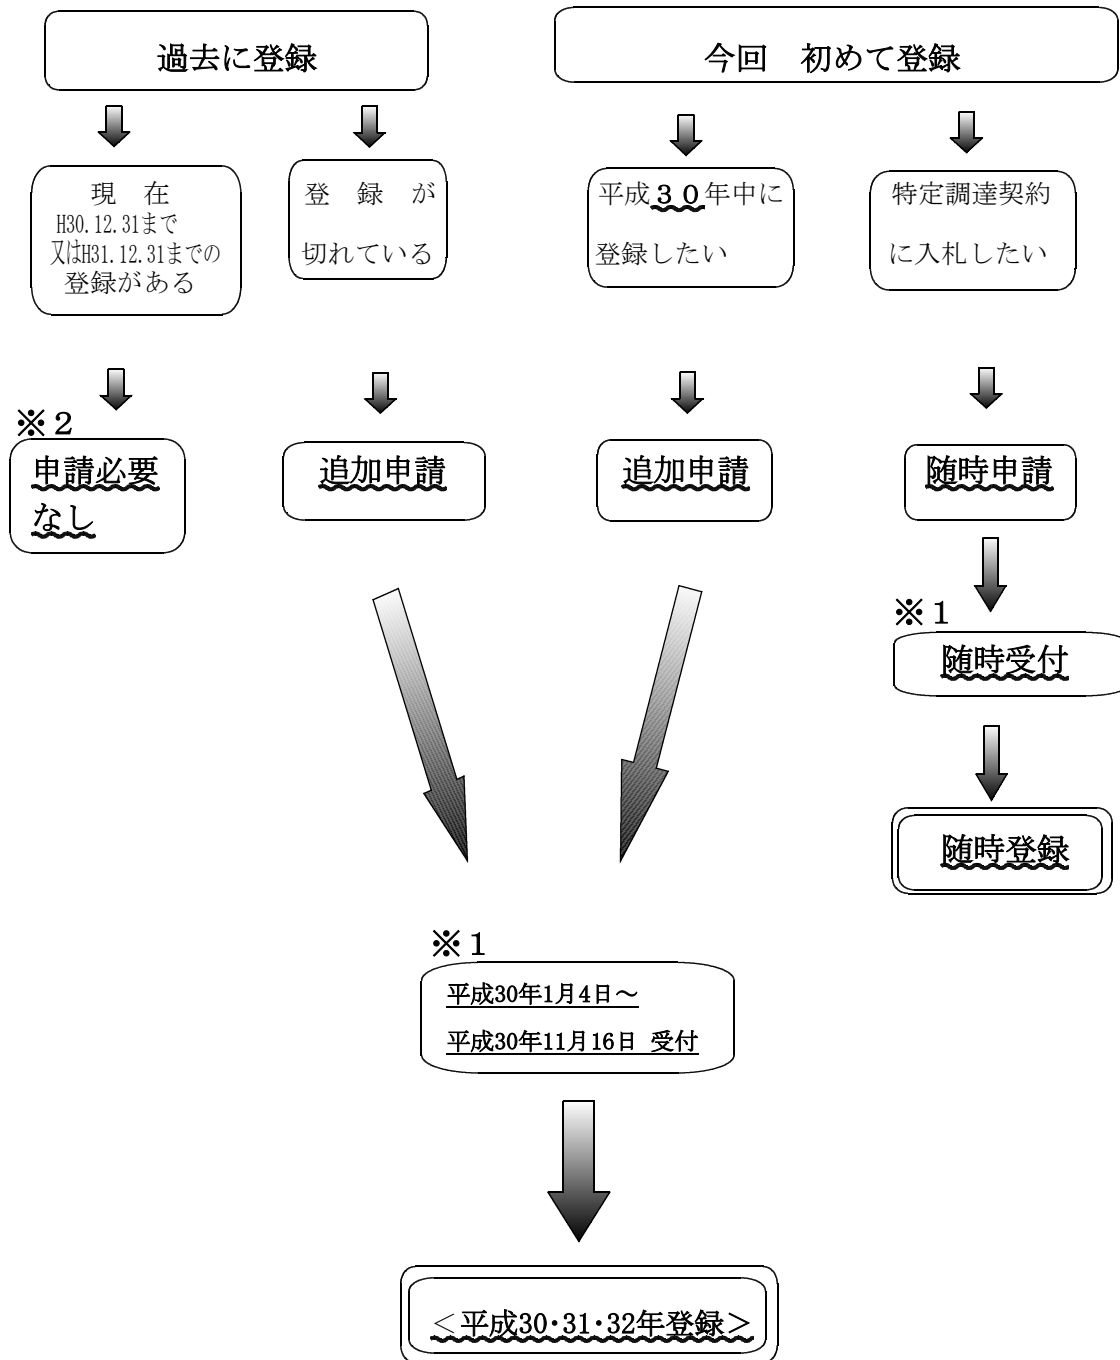 過去に登録
今回　初めて登録
現　在
H30.12.31まで
又はH31.12.31までの
登録がある
登　録　が
切れている
平成３０年中に
登録したい
特定調達契約
に入札したい
※２
申請必要
なし
追加申請
追加申請
随時申請
※１
随時受付
随時登録
※１
平成30年1月4日～
平成30年11月16日 受付
＜平成30･31･32年登録＞